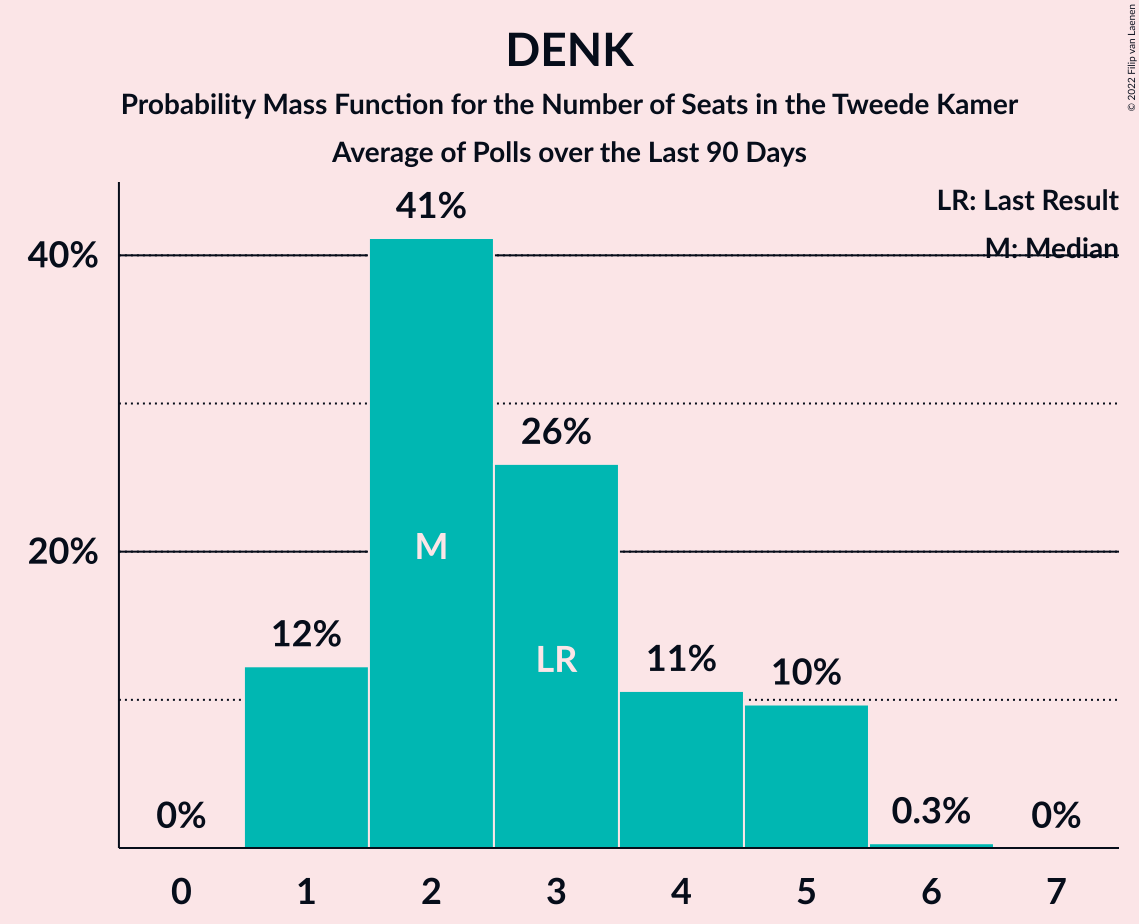 DENK
Probability Mass Function for the Number of Seats in the Tweede Kamer
Average of Polls over the Last 90 Days
© 2022 Filip van Laenen
LR: Last Result
M: Median
40%
20%
0%
12%
41%
26%
11%
10%
0.3%
0%
M
LR
0 1 2 3 4 5 6 7